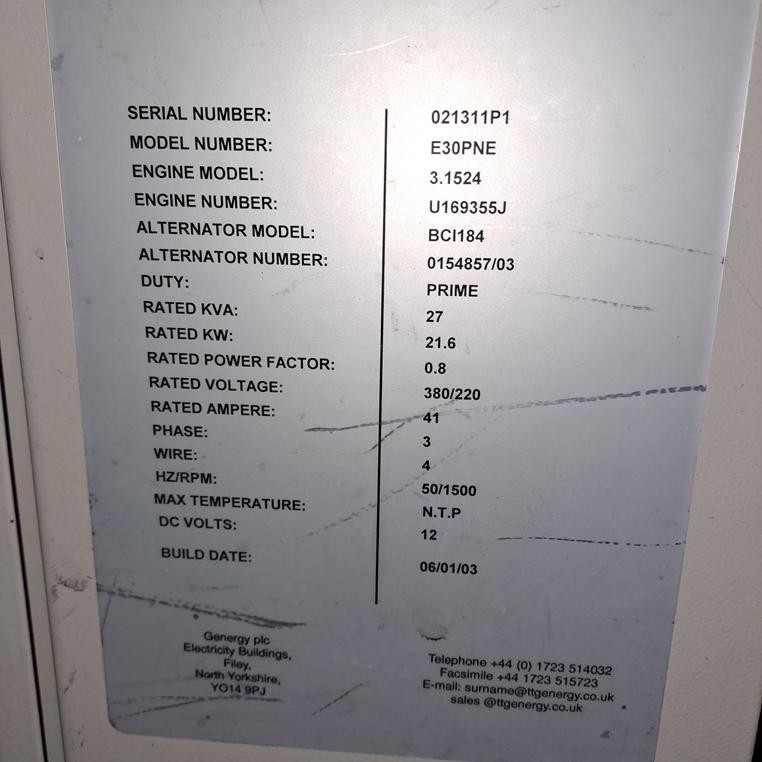 SERIAL NUMBER: 021311P1
MODEL NUMBER: E30PNE
ENGINE MODEL: 3.1524
ENGINE NUMBER: U169355J
ALTERNATOR MODEL: BCI184
ALTERNATOR NUMBER: 0154857/03
DUTY: PRIME
RATED KVA: 27
RATED KW: 21.6
RATED POWER FACTOR: 0.8
RATED VOLTAGE: 380/220
RATED AMPERE: 41
PHASE: 3
WIRE: 4
HZ/RPM: 50/1500
MAX TEMPERATURE: N.T.P
DC VOLTS: 12
BUILD DATE: 06/01/03
Genergy plc
Electricity Buildings,
Filey,
North Yorkshire,
YO14 9PJ
Telephone +44 (0) 1723 514032
Facsimile +44 1723 515723
E-mail: surname@ttgenergy.co.uk
sales @ttgenergy.co.uk